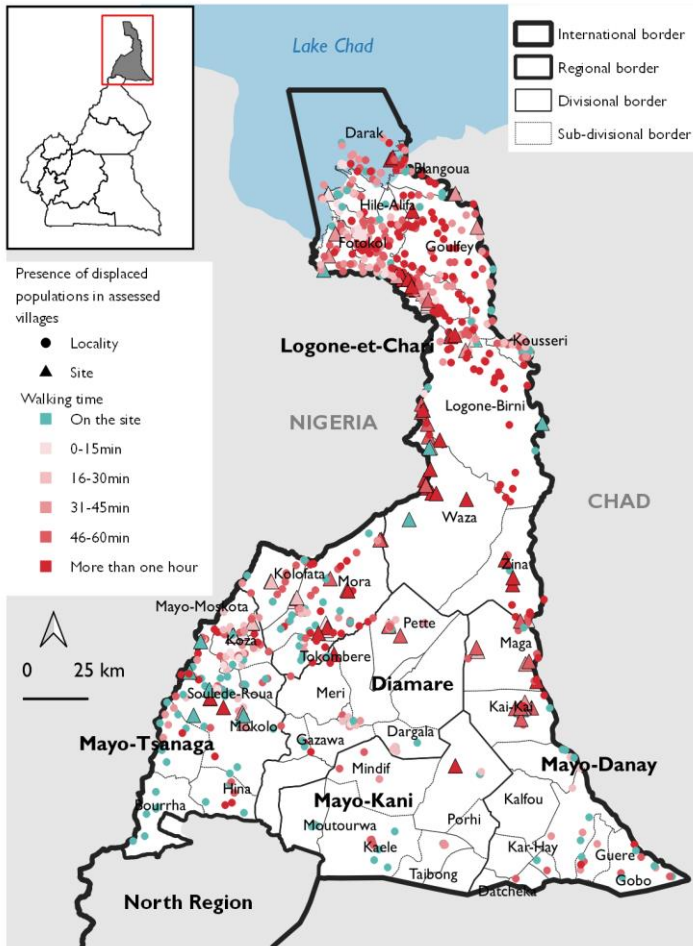 Lake Chad
International border
Regional border
Divisional border
Sub-divisional border
Darak
Blangoua
Hile-Alifa
Fotokol
Goulfey
Presence of displaced
populations in assessed
villages
Locality
Site
Walking time
On the site
0-15min
16-30min
31-45min
46-60min
More than one hour
Logone-et-Chari
Kousseri
NIGERIA
Logone-Birni
CHAD
Waza
Zina
Kolofata
Mora
Mayo-Moskota
Koza
Pette
Maga
0 25 km
Tokombere
Meri
Diamare
Soulede-Roua
Kai-Kai
Mokolo
Mayo-Tsanaga
Gazawa
Dargala
Mindif
Mayo-Danay
Bourrha
Hina
Mayo-Kani
Kalfou
Moutourwa
Porhi
Kaele
Kar-Hay
Guere
Taibong
Datcheka
Gobo
North Region